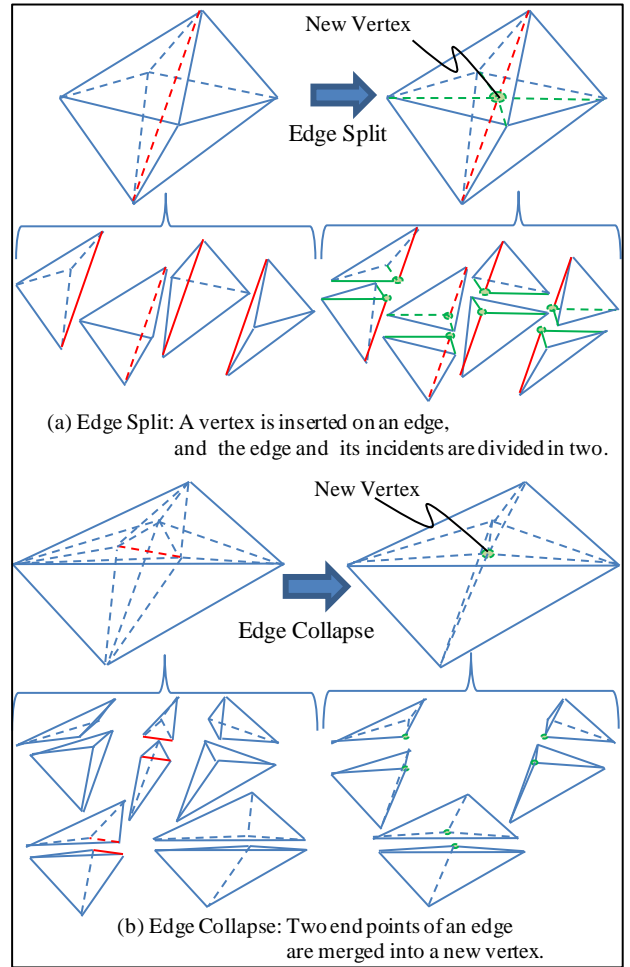 New Vertex
Edge Split
(a) Edge Split: A vertex is inserted on an edge,
and the edge and its incidents are divided in two.
New Vertex
Edge Collapse
(b) Edge Collapse: Two end points of an edge
are merged into a new vertex.